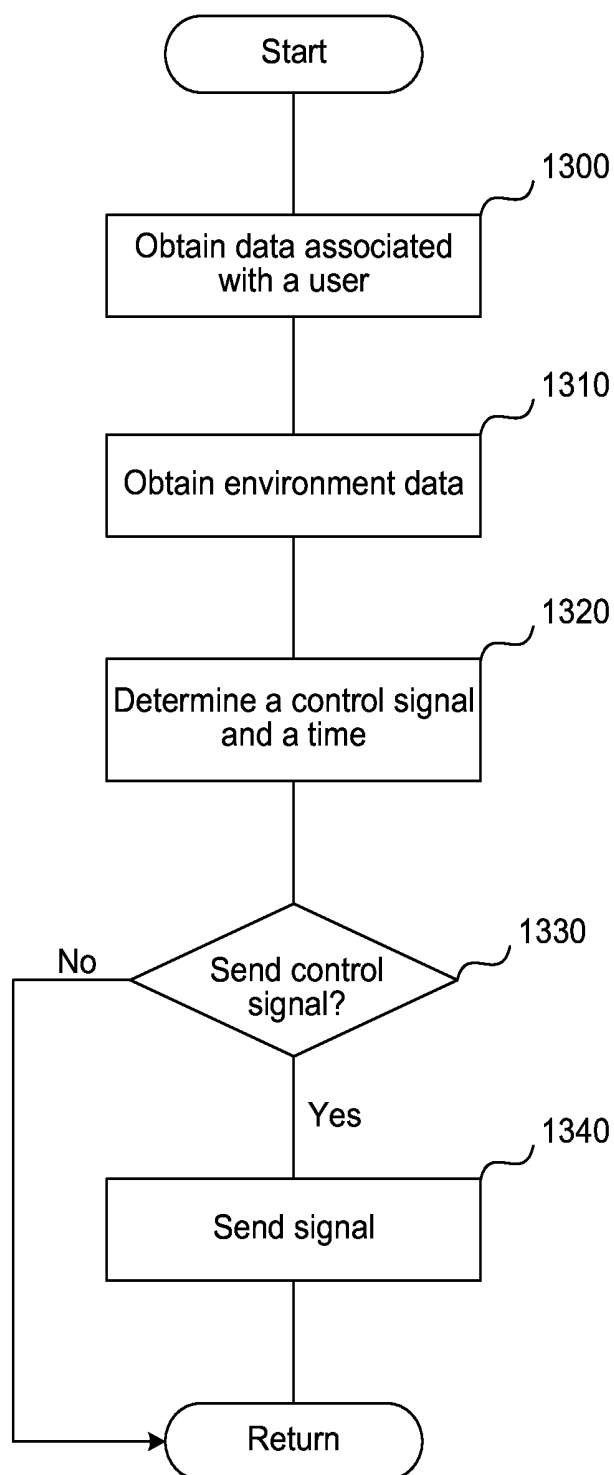 Start
1300
Obtain data associated
with a user
1310
Obtain environment data
1320
Determine a control signal
and a time
1330
No
Send control
signal?
Yes
1340
Send signal
Return